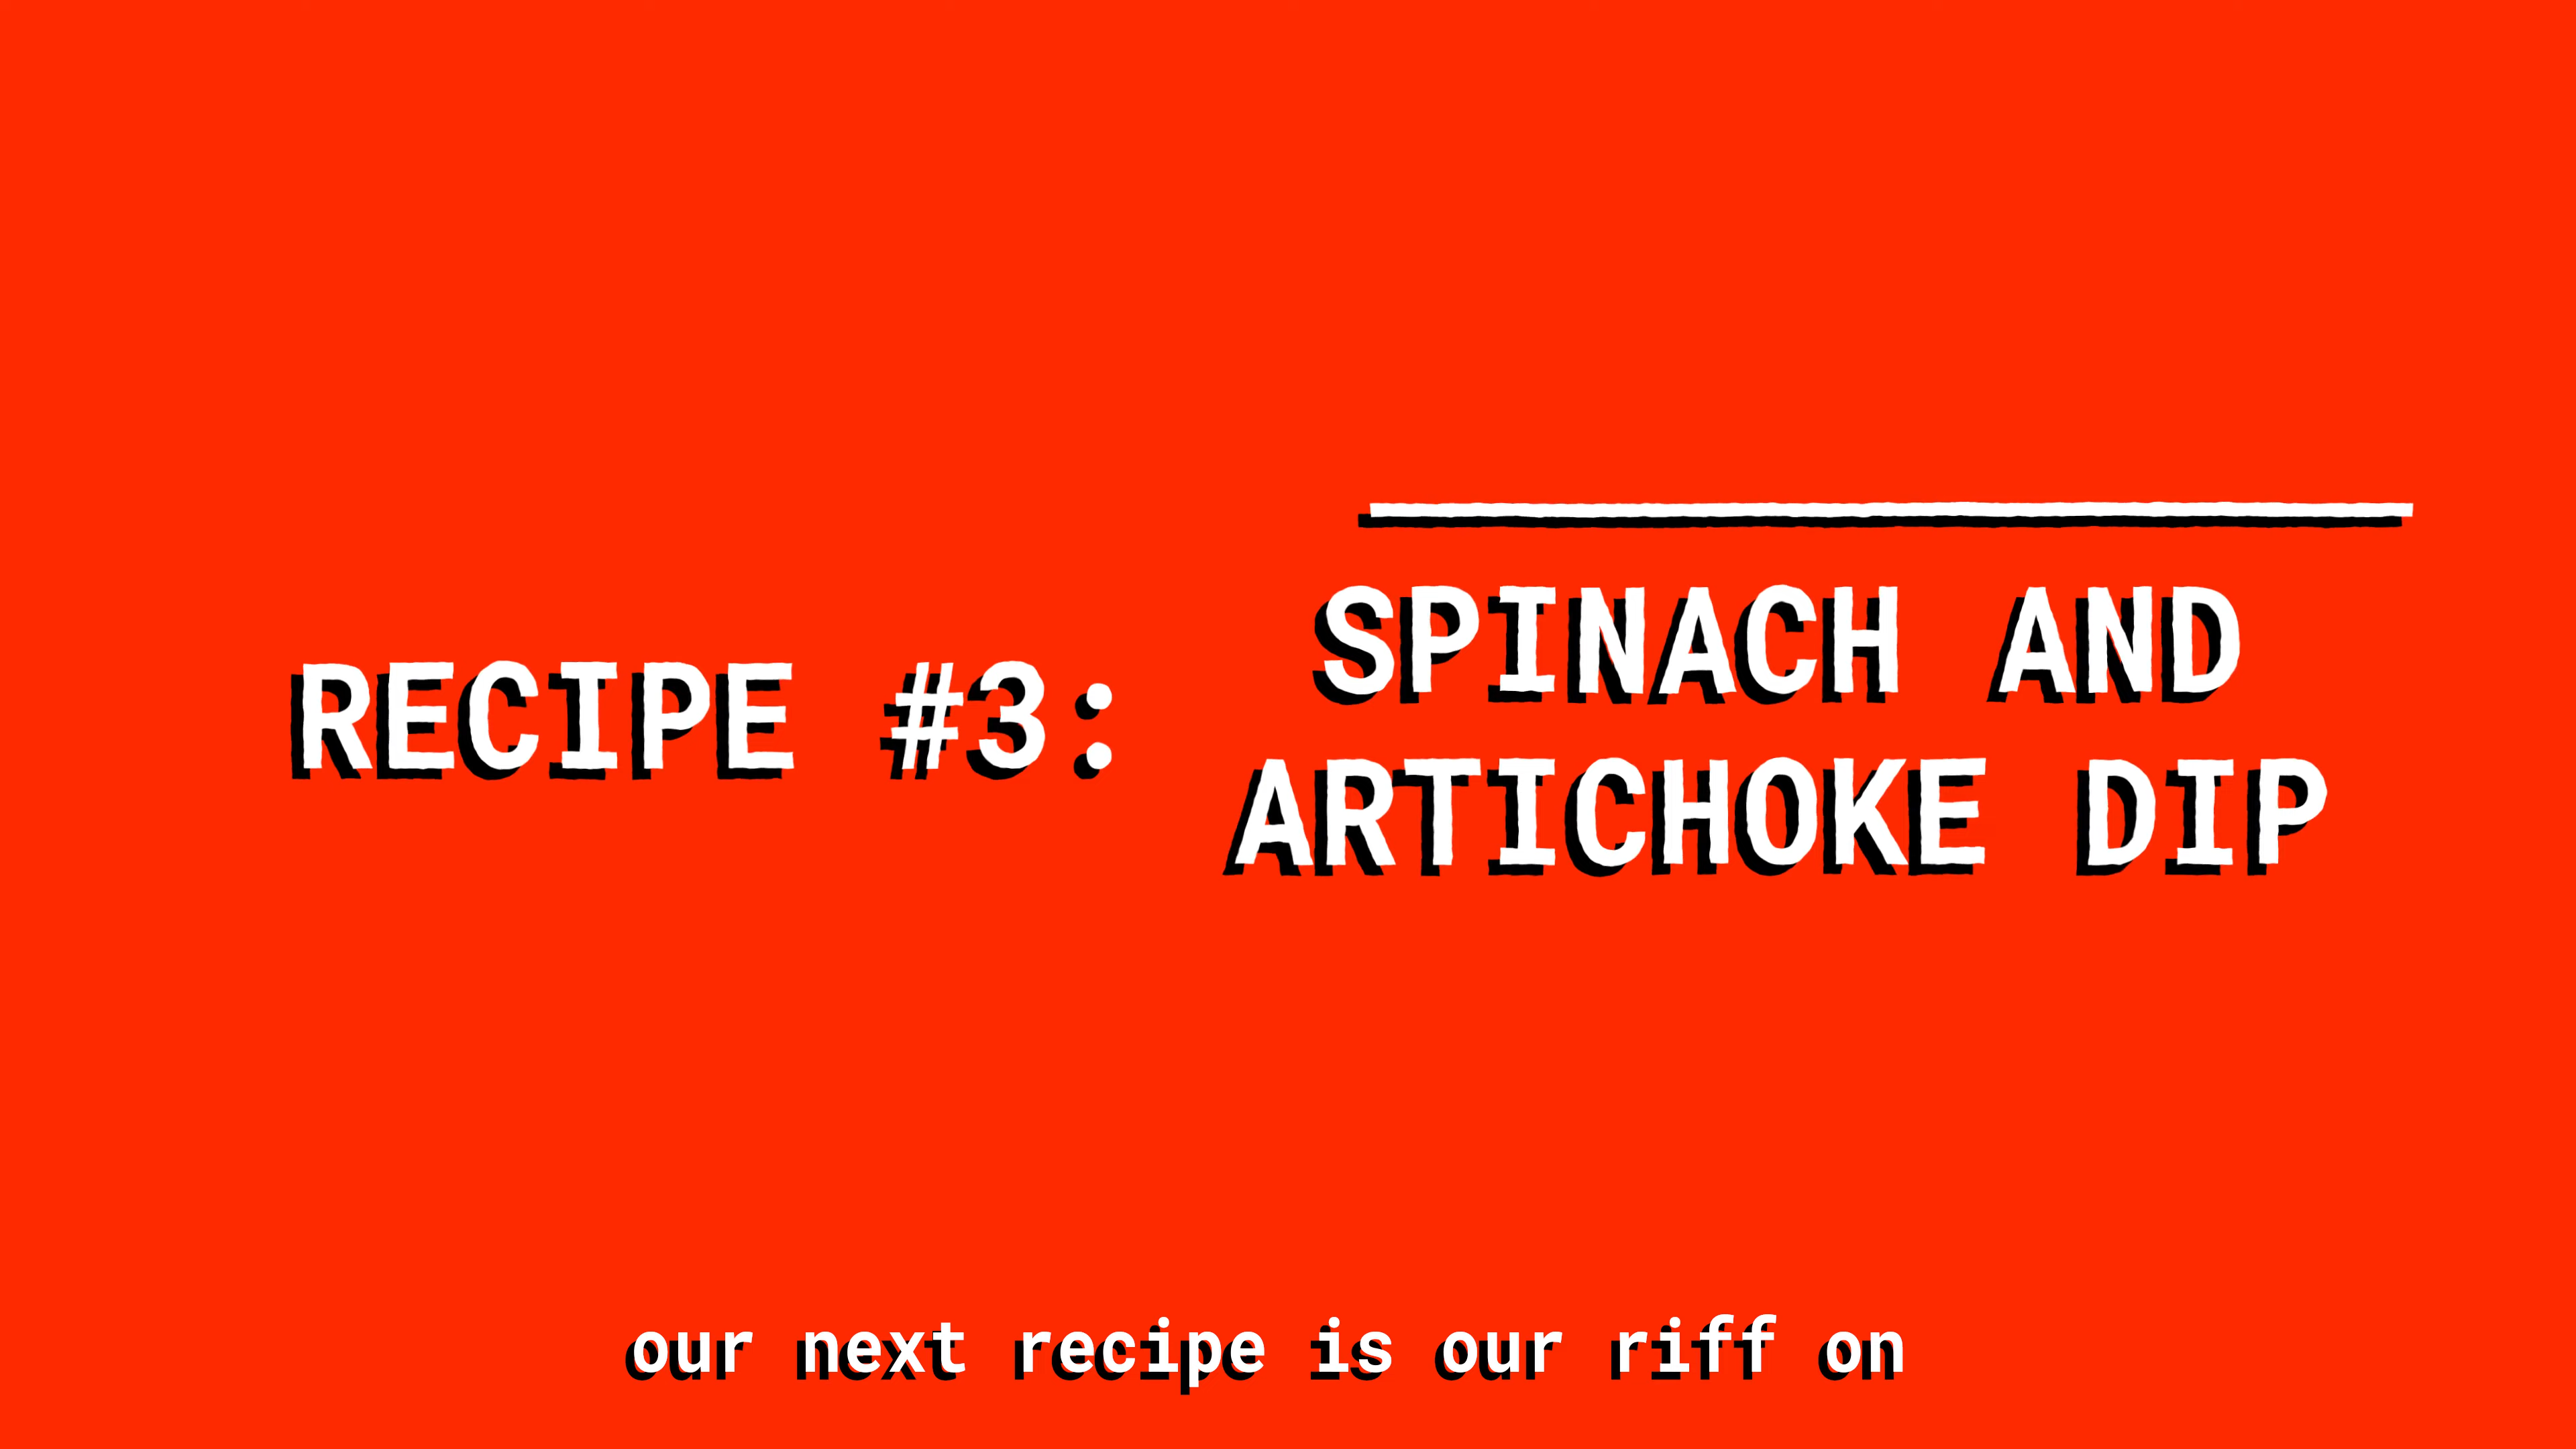 RECIPE #3:
SPINACH AND
ARTICHOKE DIP
our next recipe is our riff on